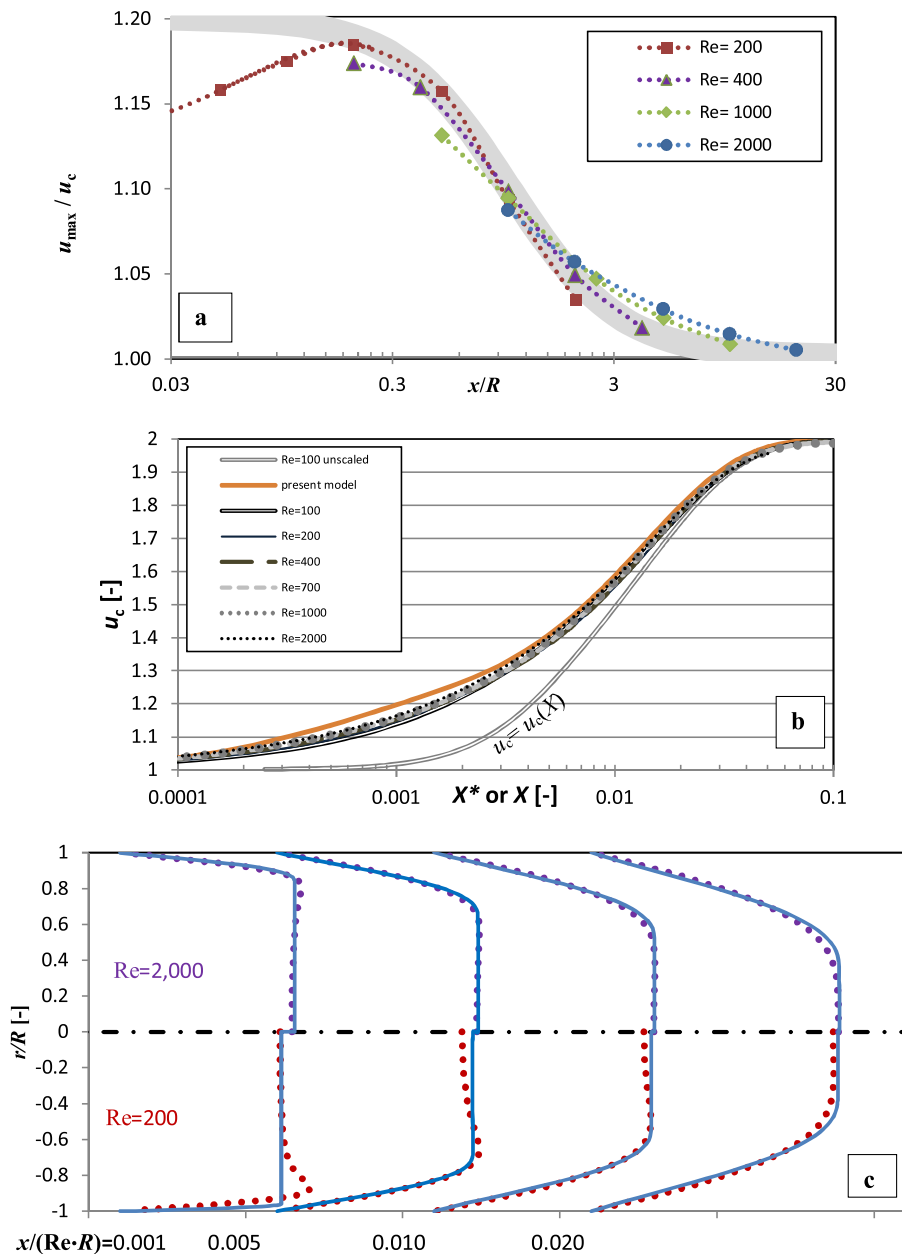 1.20
1.15
1.10
1.05
1.00
u_max / u_c
Re= 200
Re= 400
Re= 1000
Re= 2000
a
0.03
0.3
3
30
x/R
2
1.9
1.8
1.7
1.6
1.5
1.4
1.3
1.2
1.1
1
u_c [-]
Re=100 unscaled
present model
Re=100
Re=200
Re=400
Re=700
Re=1000
Re=2000
u_c= u_c(X)
b
0.0001
0.001
0.01
0.1
X* or X [-]
1
0.8
0.6
0.4
0.2
0
-0.2
-0.4
-0.6
-0.8
-1
r/R [-]
Re=2,000
Re=200
c
x/(Re·R)=0.001
0.005
0.010
0.020